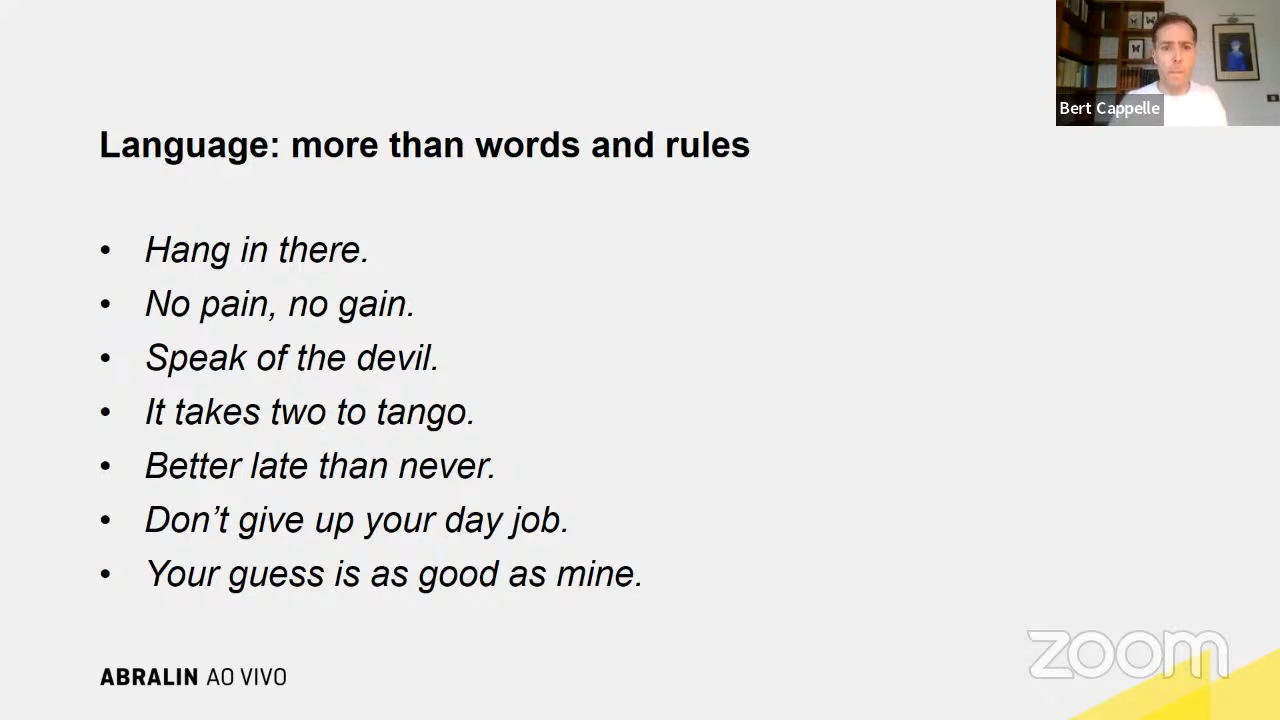 Bert Cappelle
Language: more than words and rules
• Hang in there.
• No pain, no gain.
• Speak of the devil.
• It takes two to tango.
• Better late than never.
• Don’t give up your day job.
• Your guess is as good as mine.
ABRALIN AO VIVO
zoom